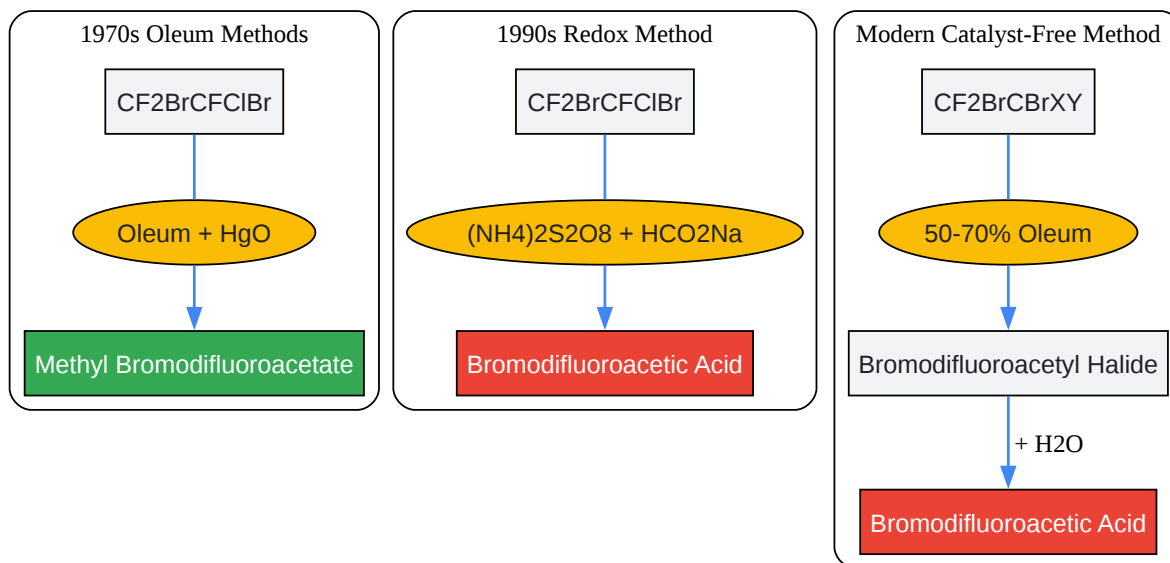 1970s Oleum Methods
CF2BrCFClBr
Oleum + HgO
Methyl Bromodifluoroacetate
1990s Redox Method
CF2BrCFClBr
(NH4)2S2O8 + HCO2Na
Bromodifluoroacetic Acid
Modern Catalyst-Free Method
CF2BrCBrXY
50-70% Oleum
Bromodifluoroacetyl Halide
+ H2O
Bromodifluoroacetic Acid